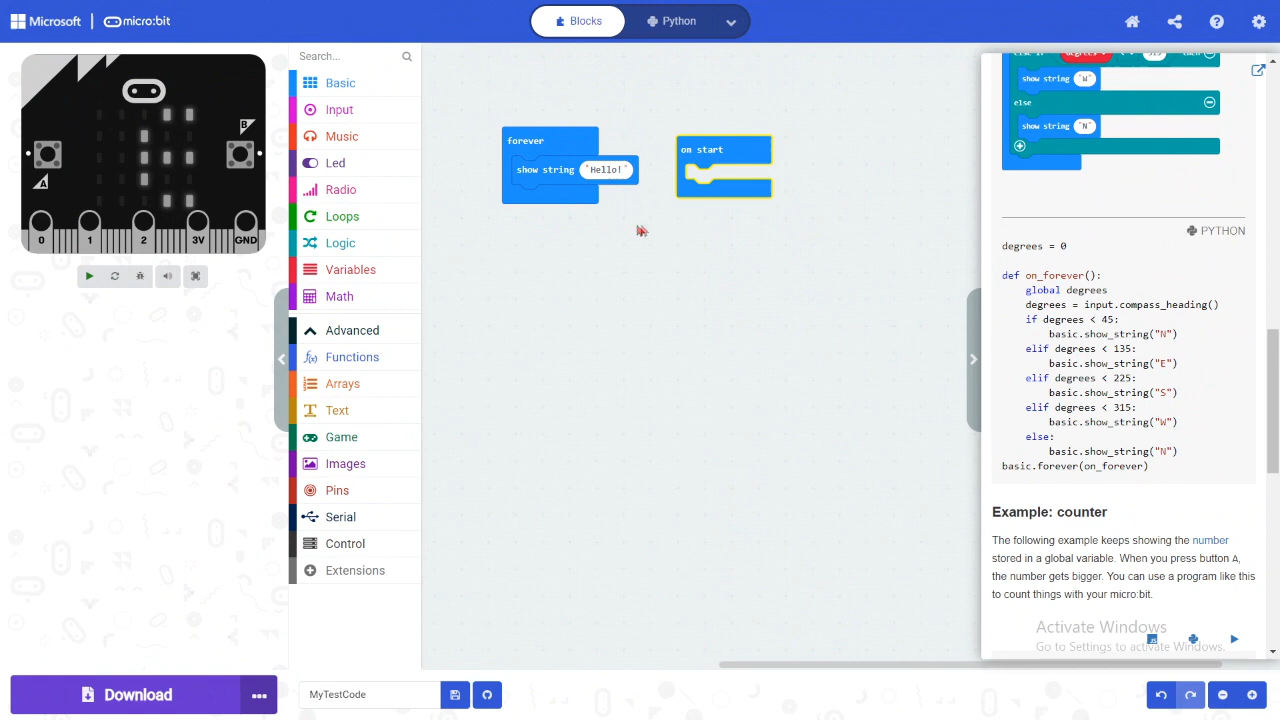 Microsoft
micro:bit
Blocks
Python
Search...
Basic
Input
Music
Led
Radio
Loops
Logic
Variables
Math
Advanced
Functions
Arrays
Text
Game
Images
Pins
Serial
Control
Extensions
A
B
0
1
2
3V
GND
forever
show string "Hello!"
on start
show string "W"
else
show string "N"
PYTHON
degrees = 0
def on_forever():
global degrees
degrees = input.compass_heading()
if degrees < 45:
basic.show_string("N")
elif degrees < 135:
basic.show_string("E")
elif degrees < 225:
basic.show_string("S")
elif degrees < 315:
basic.show_string("W")
else:
basic.show_string("N")
basic.forever(on_forever)
Example: counter
The following example keeps showing the number
stored in a global variable. When you press button A,
the number gets bigger. You can use a program like this
to count things with your micro:bit.
Activate Windows
Go to Settings to activate Windows.
Download
MyTestCode